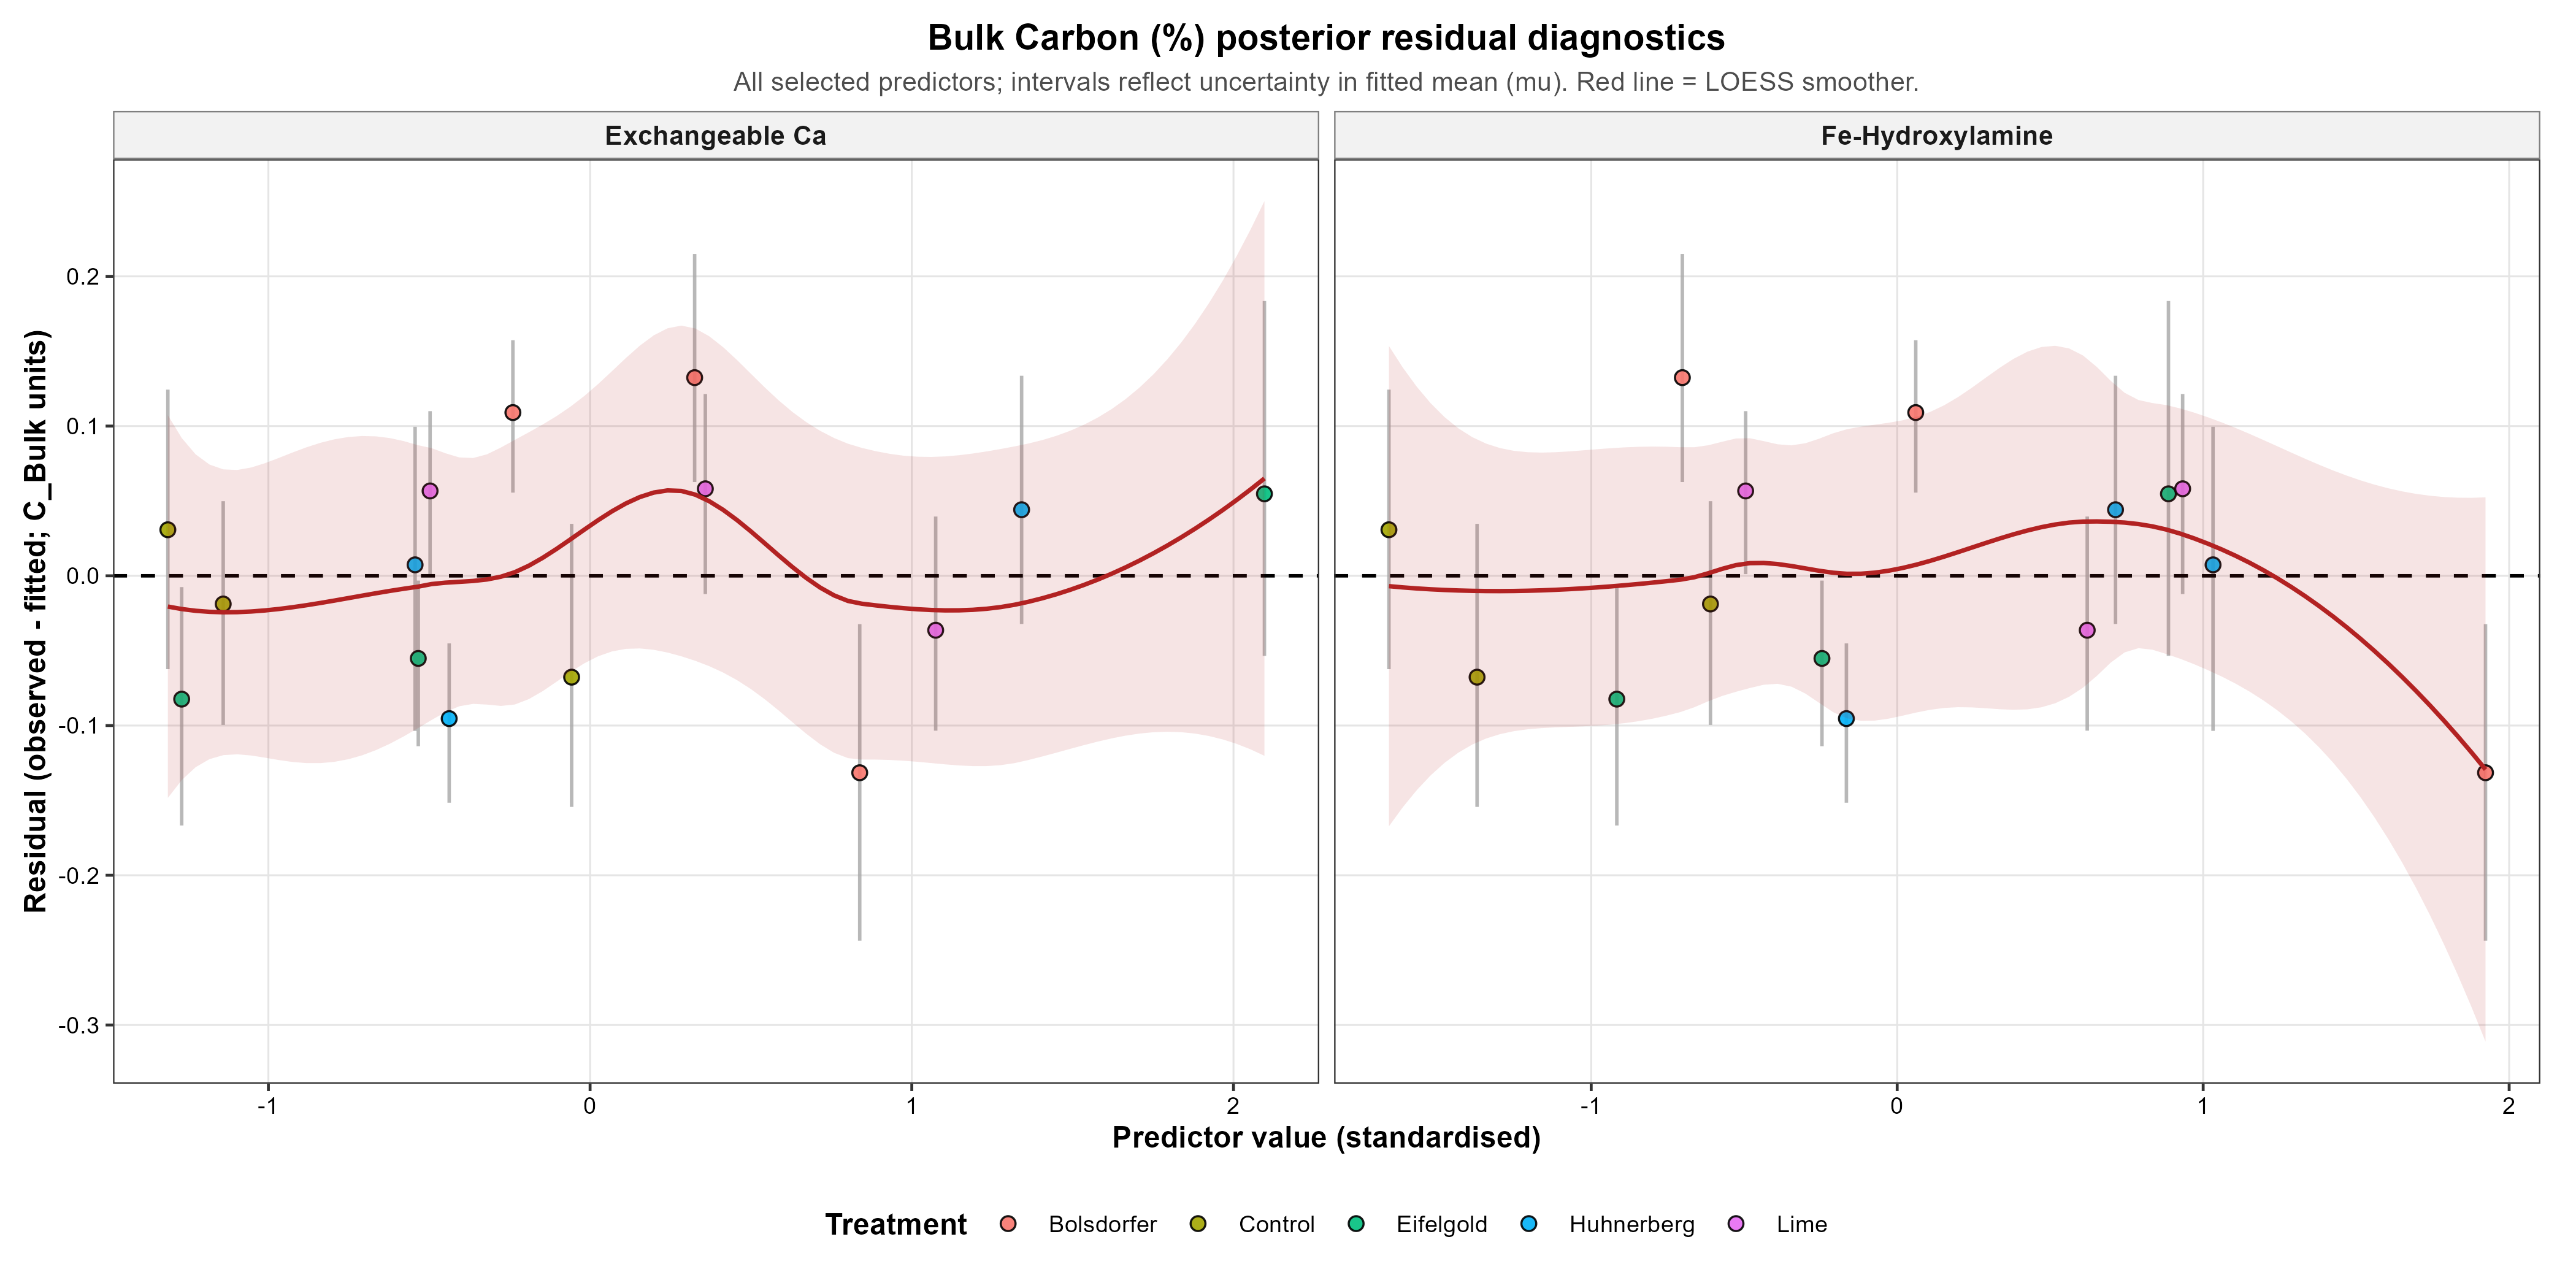 Bulk Carbon (%) posterior residual diagnostics
All selected predictors; intervals reflect uncertainty in fitted mean (mu). Red line = LOESS smoother.
Exchangeable Ca
Fe-Hydroxylamine
Residual (observed - fitted; C_Bulk units)
0.2
0.1
0.0
-0.1
-0.2
-0.3
-1
0
1
2
-1
0
1
2
Predictor value (standardised)
Treatment
Bolsdorfer
Control
Eifelgold
Huhnerberg
Lime